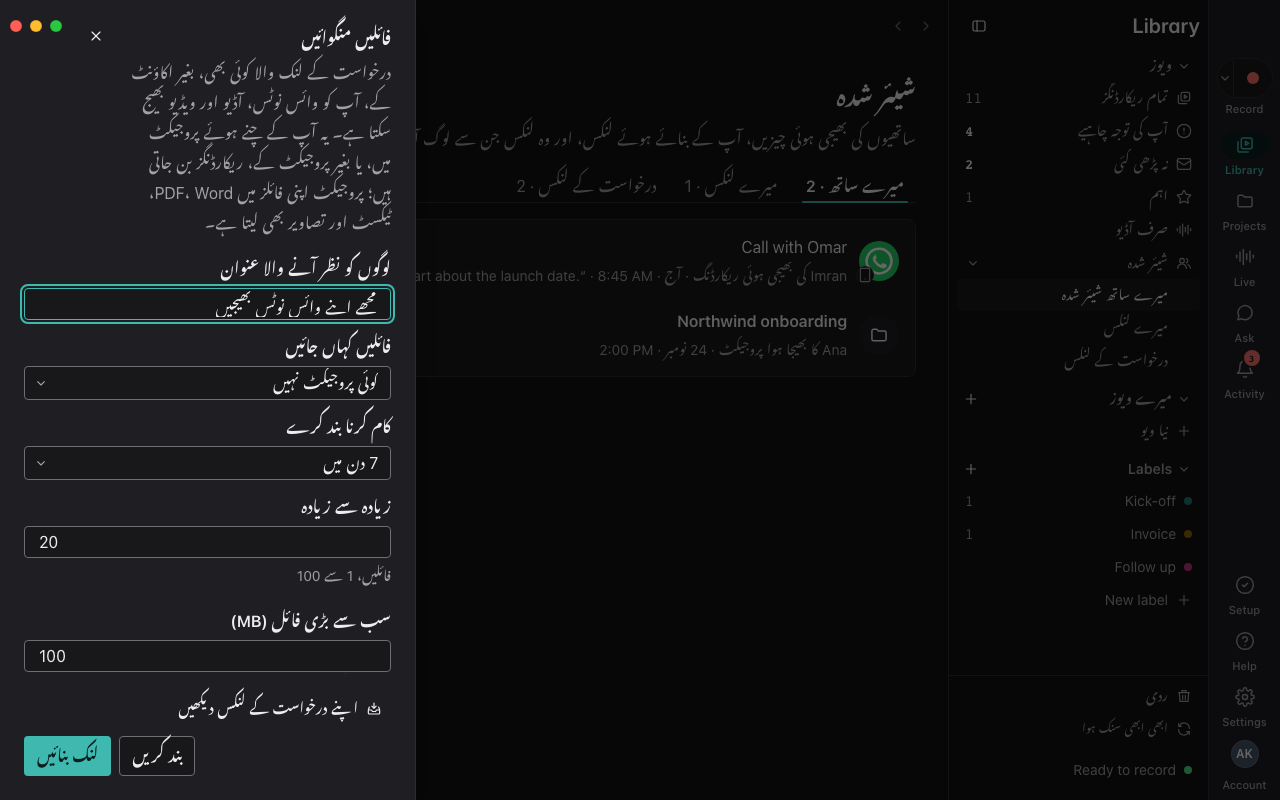 فائلیں منگوائیں
درخواست کے لنک والا کوئی بھی، بغیر اکاؤنٹ
کے، آپ کو وائس نوٹس، آڈیو اور ویڈیو بھیج
سکتا ہے۔ یہ آپ کے چنے ہوئے پروجیکٹ
میں، یا بغیر پروجیکٹ کے، ریکارڈنگز بن جاتی
ہیں؛ پروجیکٹ اپنی فائلز میں PDF، Word،
ٹیکسٹ اور تصاویر بھی لیتا ہے۔
لوگوں کو نظر آنے والا عنوان
مجھے اپنے وائس نوٹس بھیجیں
فائلیں کہاں جائیں
کوئی پروجیکٹ نہیں
کام کرنا بند کرے
7 دن میں
زیادہ سے زیادہ
20
فائلیں، 1 سے 100
سب سے بڑی فائل (MB)
100
اپنے درخواست کے لنکس دیکھیں
بند کریں
لنک بنائیں
شیئر شدہ
ساتھیوں کی بھیجی ہوئی چیزیں، آپ کے بنائے ہوئے لنکس، اور وہ لنکس جن سے لوگ
میرے ساتھ · 2
میرے لنکس · 1
درخواست کے لنکس · 2
Call with Omar
Imran کی بھیجی ہوئی ریکارڈنگ · آج · 8:45 AM · art about the launch date."
Northwind onboarding
Ana کا بھیجا ہوا پروجیکٹ · 24 نومبر · 2:00 PM
Library
ویوز
تمام ریکارڈنگز 11
آپ کی توجہ چاہیے 4
نہ پڑھی گئی 2
اہم 1
صرف آڈیو
شیئر شدہ
میرے ساتھ شیئر شدہ
میرے لنکس
درخواست کے لنکس
میرے ویوز
نیا ویو
Labels
Kick-off 1
Invoice 1
Follow up
New label
ردی
ابھی ابھی سنک ہوا
Ready to record
Record
Library
Projects
Live
Ask
3
Activity
Setup
Help
Settings
AK
Account